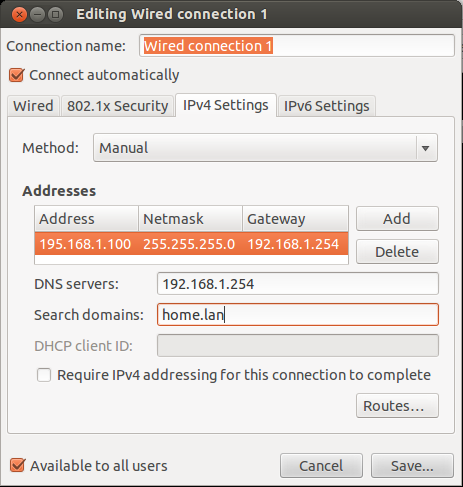 Editing Wired connection 1
Connection name: Wired connection 1
Connect automatically
Wired 802.1x Security IPv4 Settings IPv6 Settings
Method: Manual
Addresses
Address Netmask Gateway Add
195.168.1.100 255.255.255.0 192.168.1.254 Delete
DNS servers: 192.168.1.254
Search domains: home.lan
DHCP client ID:
Require IPv4 addressing for this connection to complete
Routes...
Available to all users Cancel Save...